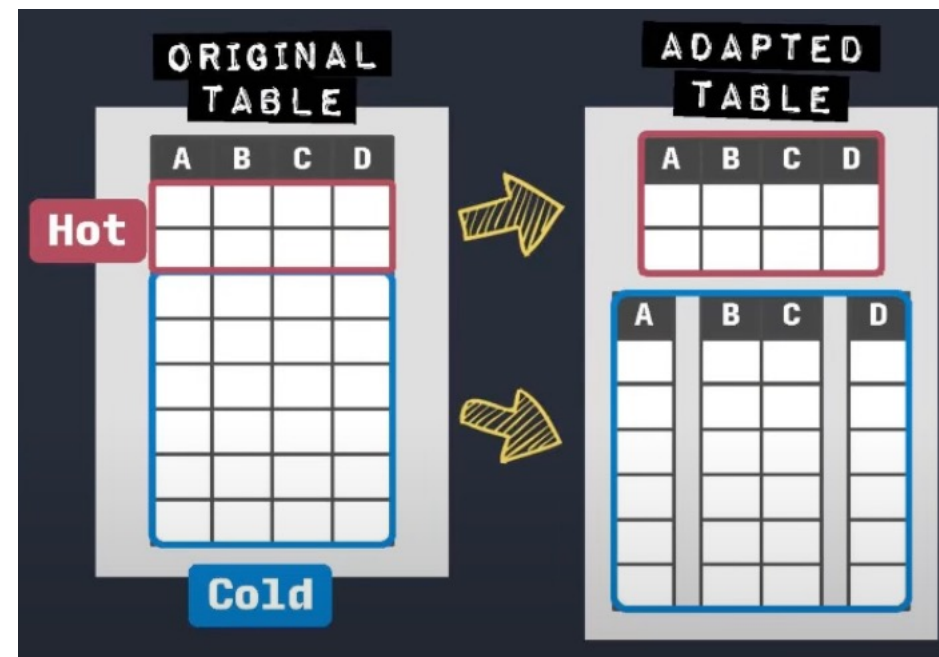 ORIGINAL
TABLE
A B C D
Hot
Cold
ADAPTED
TABLE
A B C D
A B C D